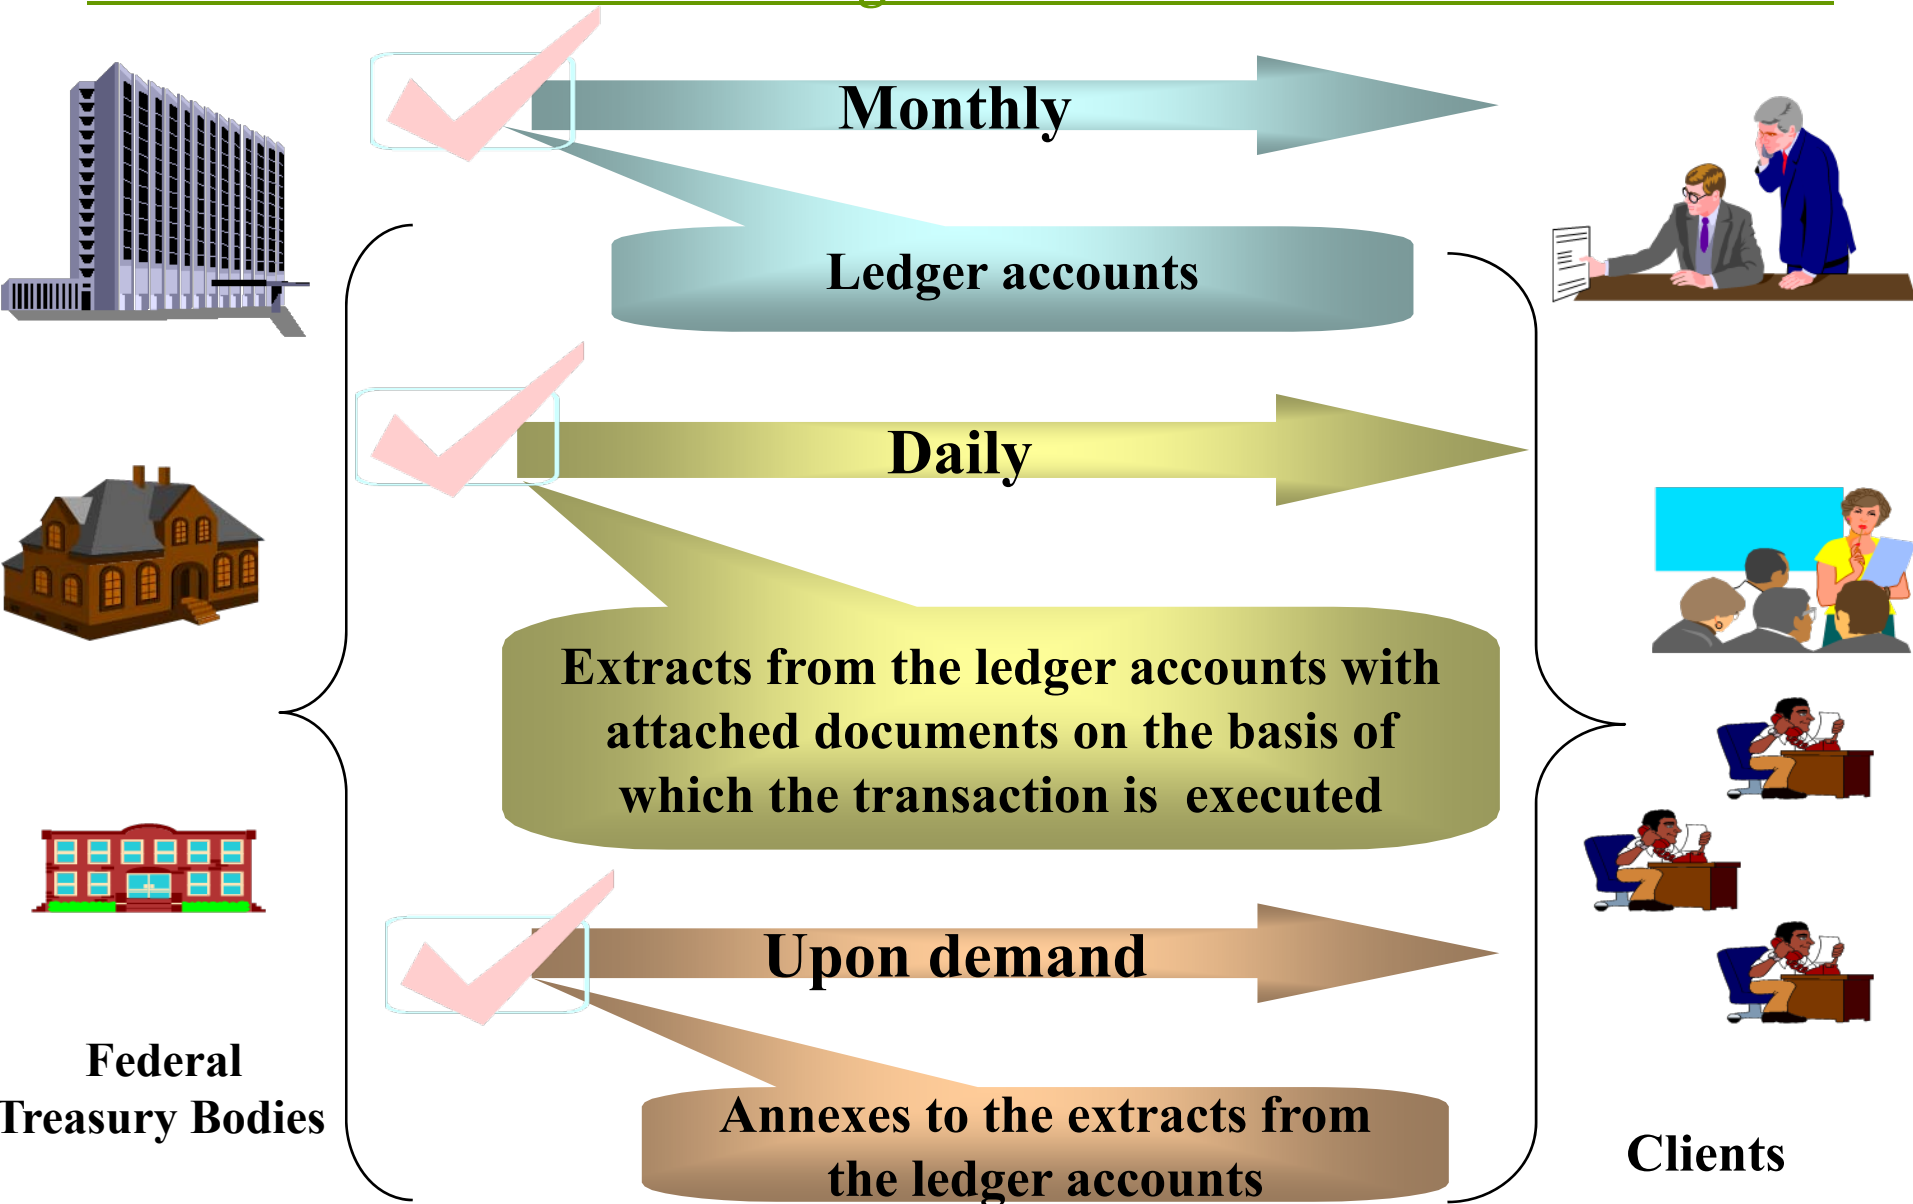 Monthly
Ledger accounts
Daily
Extracts from the ledger accounts with
attached documents on the basis of
which the transaction is  executed
Upon demand
Annexes to the extracts from
the ledger accounts
Federal
Treasury Bodies
Clients